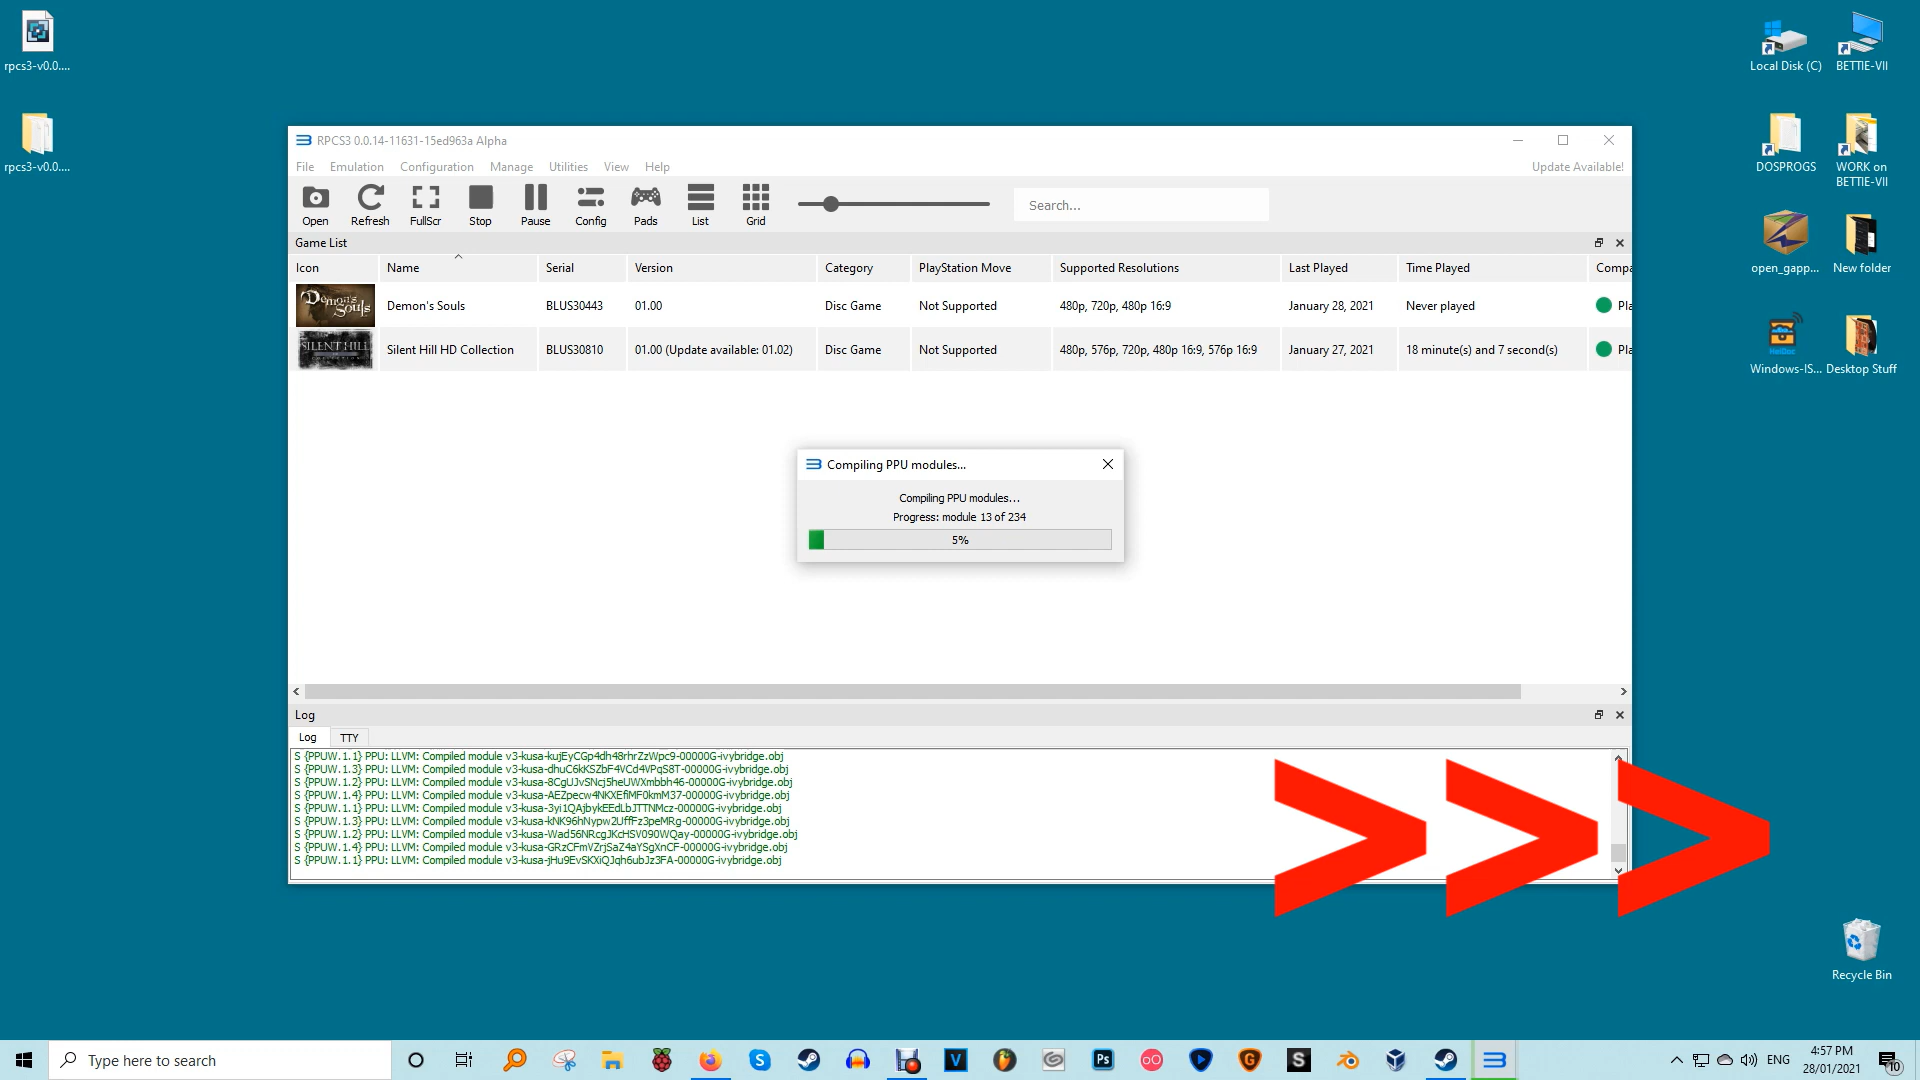 rpcs3-v0.0....
rpcs3-v0.0....
Local Disk (C)
BETTIE-VII
DOSPROGS
WORK on
BETTIE-VII
open_gapp...
New folder
Windows-IS...
Desktop Stuff
Recycle Bin
RPCS3 0.0.14-11631-15ed963a Alpha
File Emulation Configuration Manage Utilities View Help Update Available!
Open Refresh FullScr Stop Pause Config Pads List Grid Search...
Game List
Icon Name Serial Version Category PlayStation Move Supported Resolutions Last Played Time Played Compa
Demon's Souls Demon's Souls BLUS30443 01.00 Disc Game Not Supported 480p, 720p, 480p 16:9 January 28, 2021 Never played Pla
SILENT HILL Silent Hill HD Collection BLUS30810 01.00 (Update available: 01.02) Disc Game Not Supported 480p, 576p, 720p, 480p 16:9, 576p 16:9 January 27, 2021 18 minute(s) and 7 second(s) Pla
Compiling PPU modules...
Compiling PPU modules...
Progress: module 13 of 234
5%
Log
Log TTY
S {PPUW.1.1} PPU: LLVM: Compiled module v3-kusa-kujEyCGp4dh48rhrZzWpc9-00000G-ivybridge.obj
S {PPUW.1.3} PPU: LLVM: Compiled module v3-kusa-dhuC6kKSZbF4VCd4VPqS8T-00000G-ivybridge.obj
S {PPUW.1.2} PPU: LLVM: Compiled module v3-kusa-8CgUJvSNcj5heUWXmbbh46-00000G-ivybridge.obj
S {PPUW.1.4} PPU: LLVM: Compiled module v3-kusa-AEZpecw4NKXEfiMF0kmM37-00000G-ivybridge.obj
S {PPUW.1.1} PPU: LLVM: Compiled module v3-kusa-3yi1QAjbykEEdLbJTTNMcz-00000G-ivybridge.obj
S {PPUW.1.3} PPU: LLVM: Compiled module v3-kusa-kNK96hNypw2UffFz3peMRg-00000G-ivybridge.obj
S {PPUW.1.2} PPU: LLVM: Compiled module v3-kusa-Wad56NRcgJKcHSV090WQay-00000G-ivybridge.obj
S {PPUW.1.4} PPU: LLVM: Compiled module v3-kusa-GRzCFmVZrjSaZ4aYSgXnCF-00000G-ivybridge.obj
S {PPUW.1.1} PPU: LLVM: Compiled module v3-kusa-jHu9EvSKXiQJqh6ubJz3FA-00000G-ivybridge.obj
>>>
Type here to search
ENG
4:57 PM
28/01/2021
10